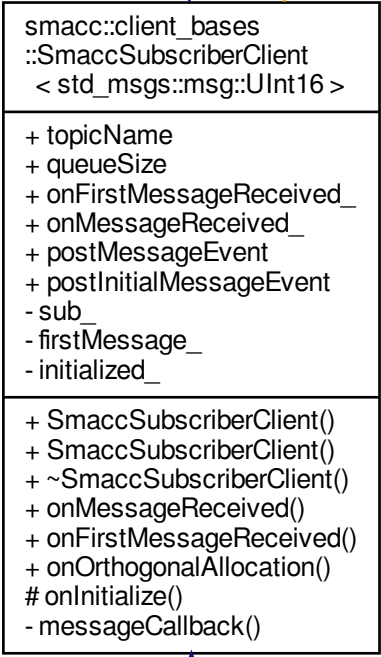 smacc::client_bases
::SmaccSubscriberClient
< std_msgs::msg::UInt16 >
+ topicName
+ queueSize
+ onFirstMessageReceived_
+ onMessageReceived_
+ postMessageEvent
+ postInitialMessageEvent
- sub_
- firstMessage_
- initialized_
+ SmaccSubscriberClient()
+ SmaccSubscriberClient()
+ ~SmaccSubscriberClient()
+ onMessageReceived()
+ onFirstMessageReceived()
+ onOrthogonalAllocation()
# onInitialize()
- messageCallback()